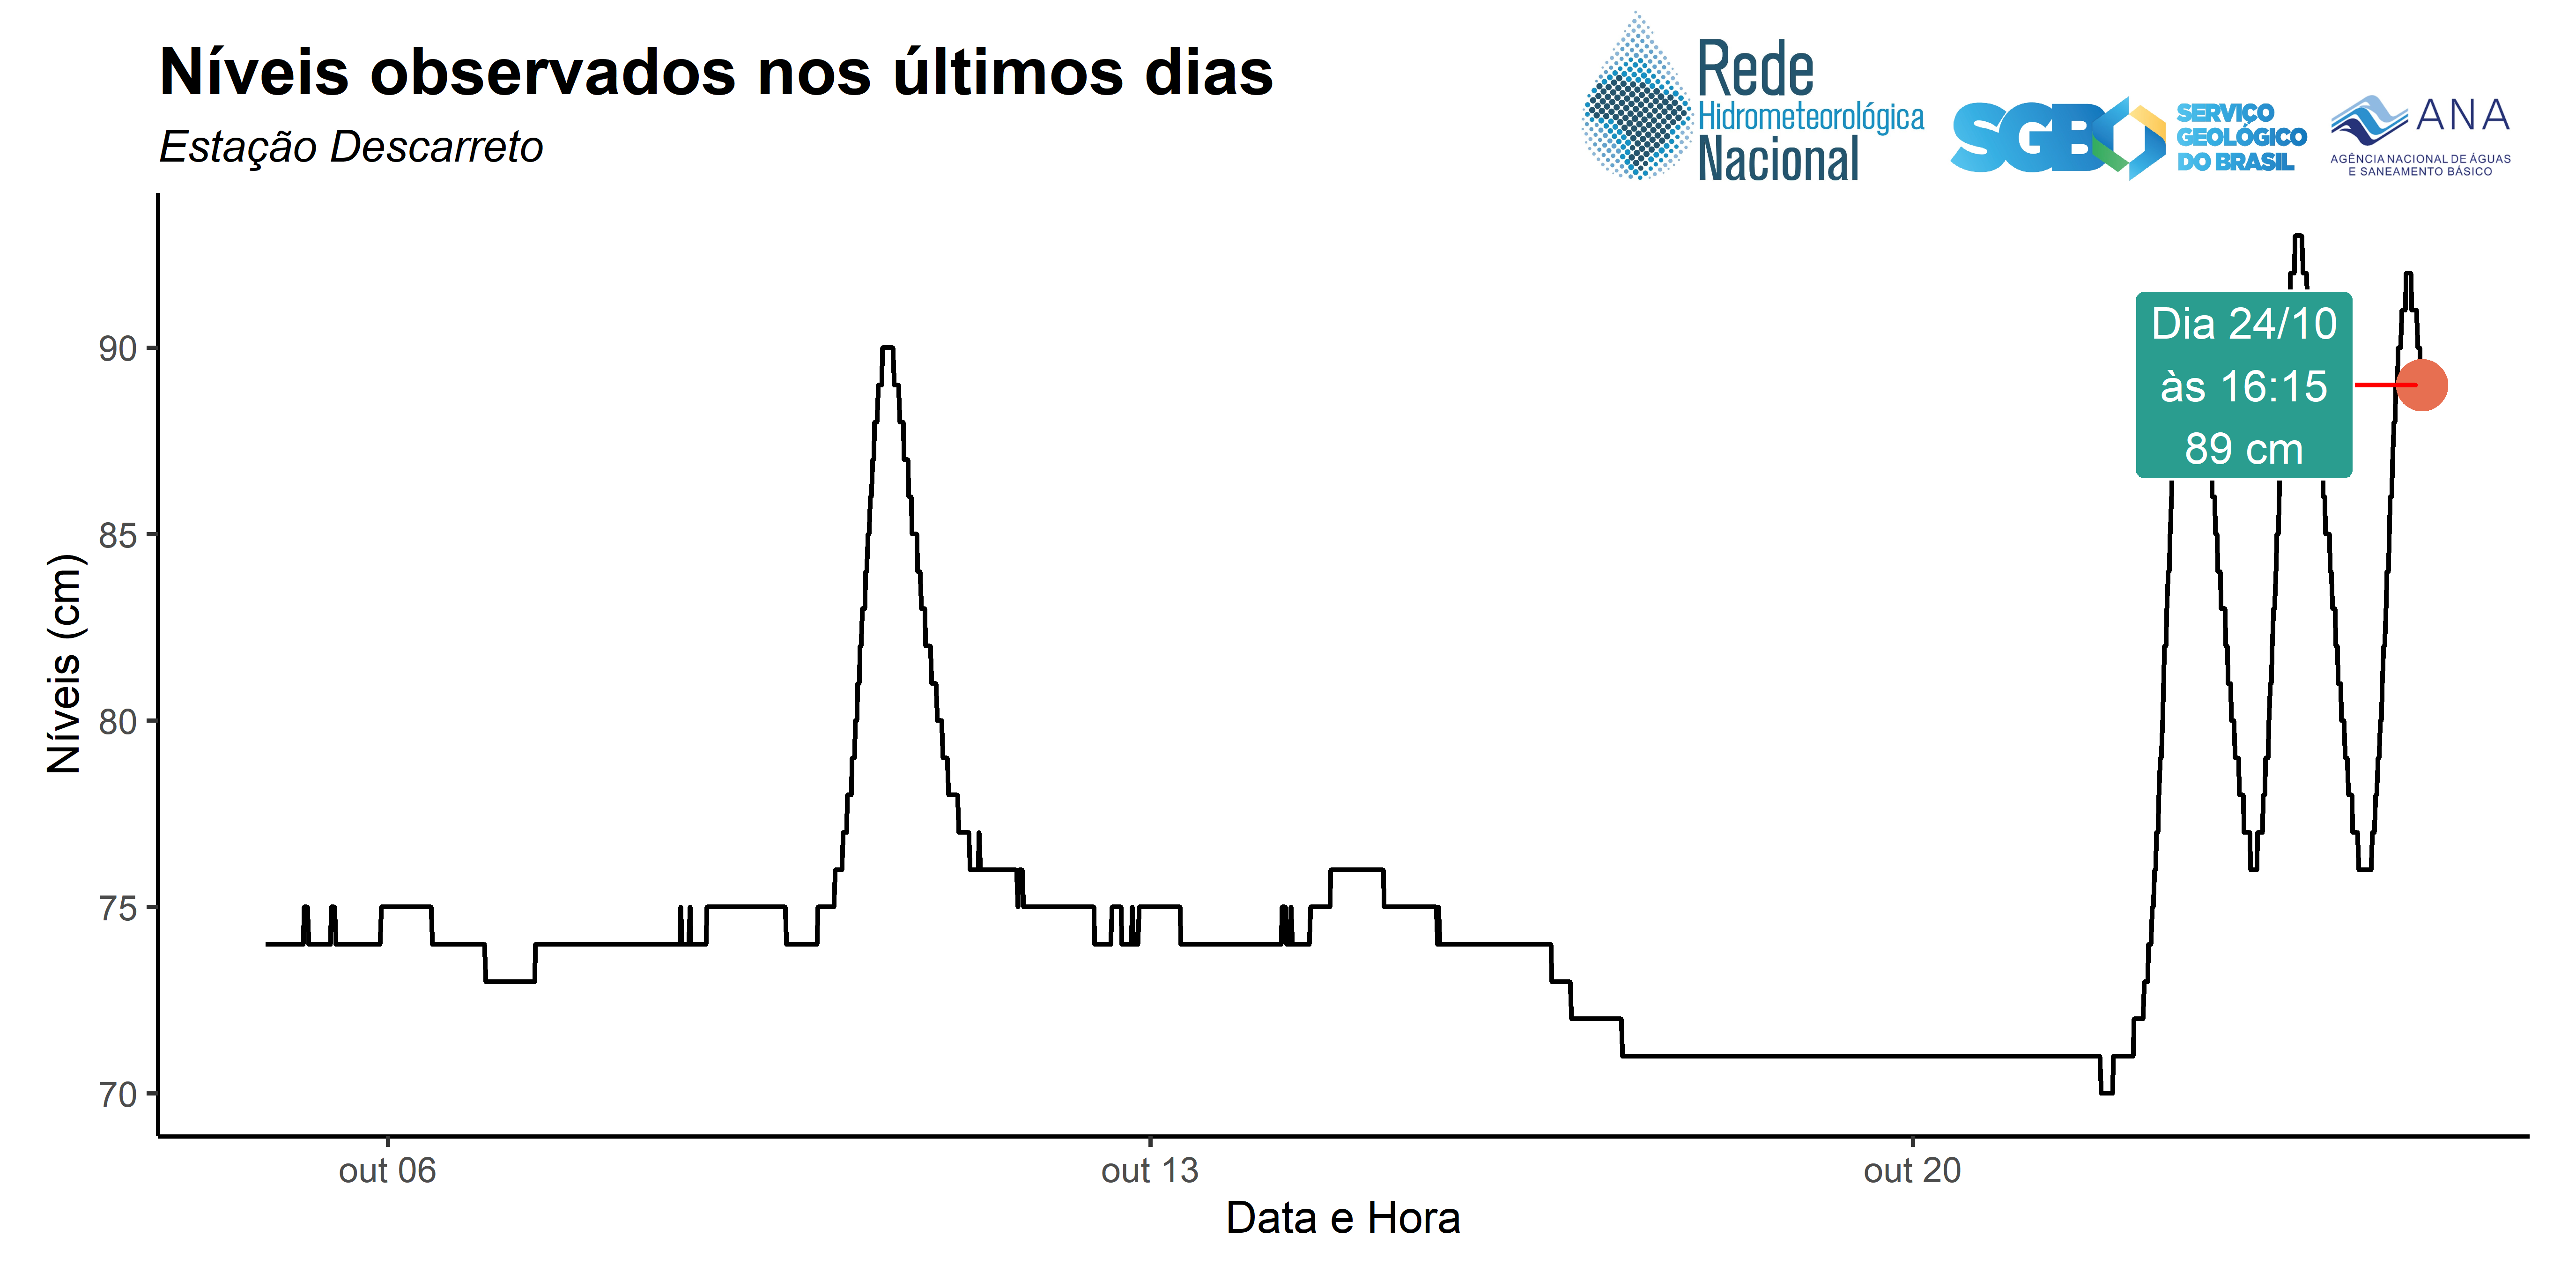 Níveis observados nos últimos dias
Estação Descarreto
Rede
Hidrometeorológica
Nacional
SGB
SERVIÇO
GEOLÓGICO
DO BRASIL
ANA
AGÊNCIA NACIONAL DE ÁGUAS
E SANEAMENTO BÁSICO
Níveis (cm)
90
85
80
75
70
Dia 24/10
às 16:15
89 cm
out 06
out 13
out 20
Data e Hora